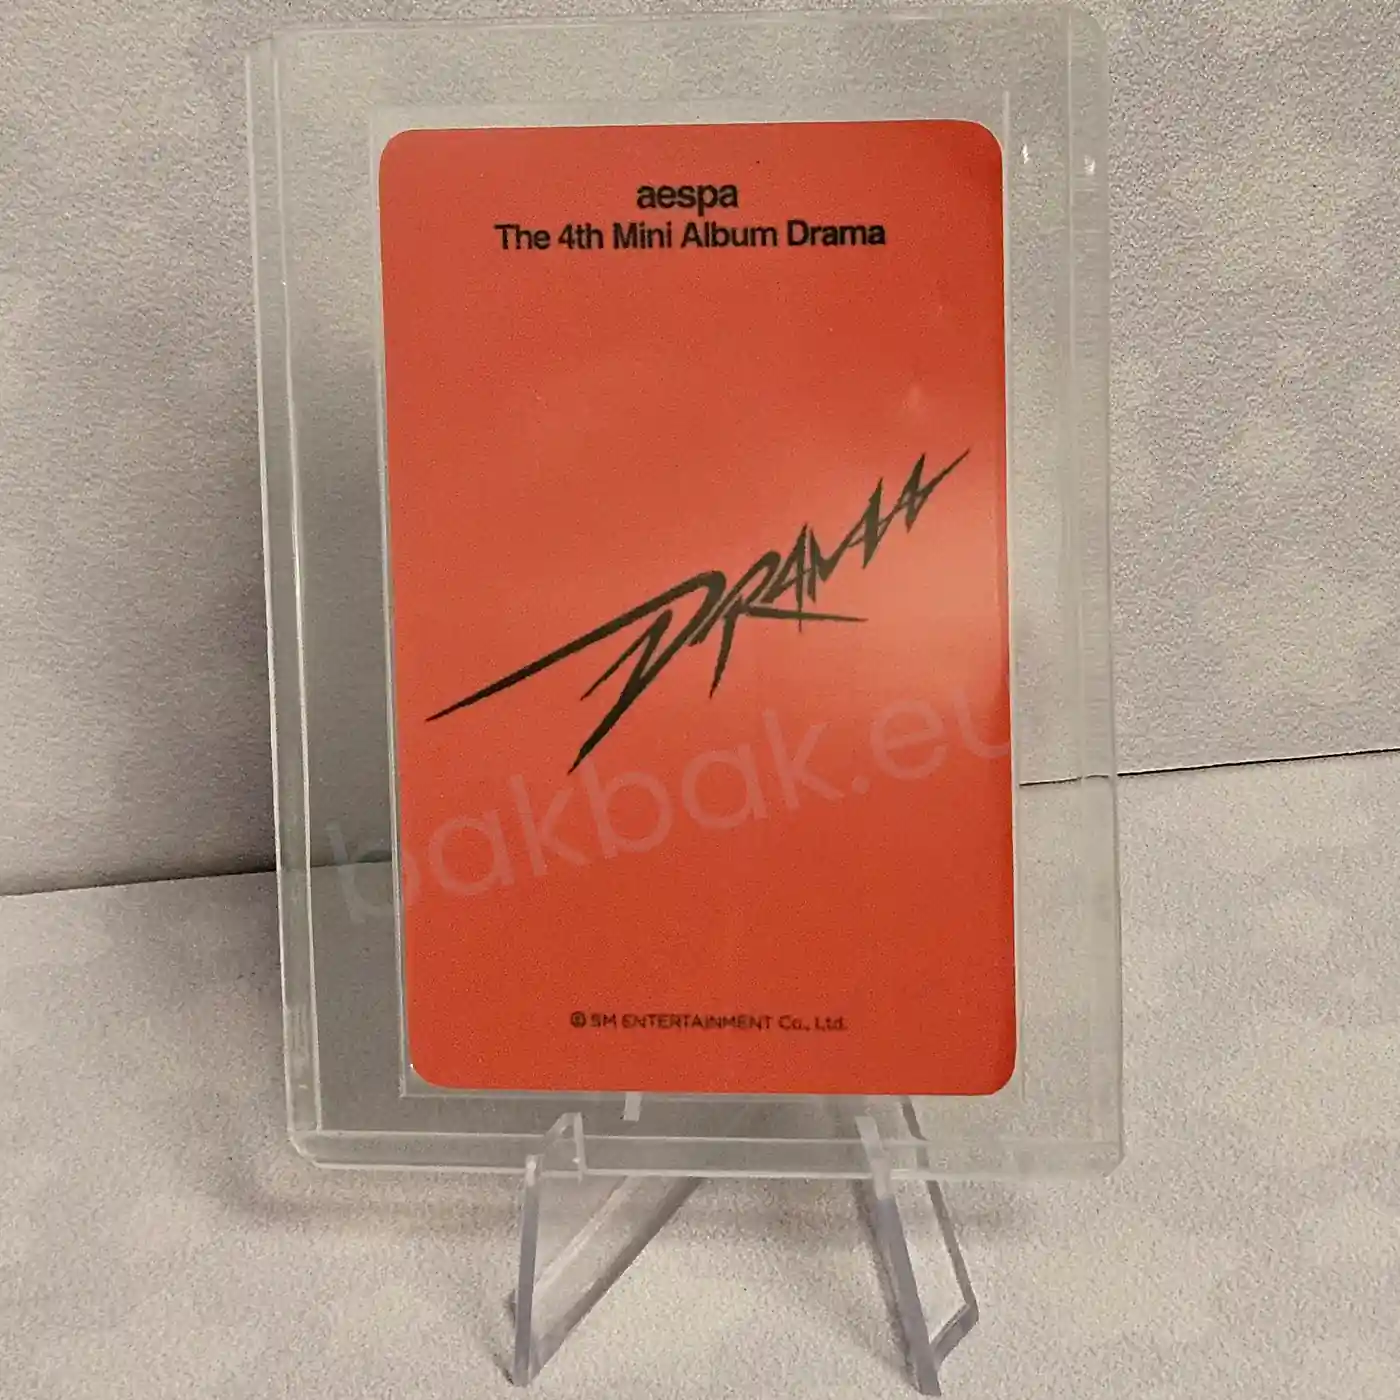 aespa
The 4th Mini Album Drama
DRAMA
bakbak.eu
© SM ENTERTAINMENT Co., Ltd.